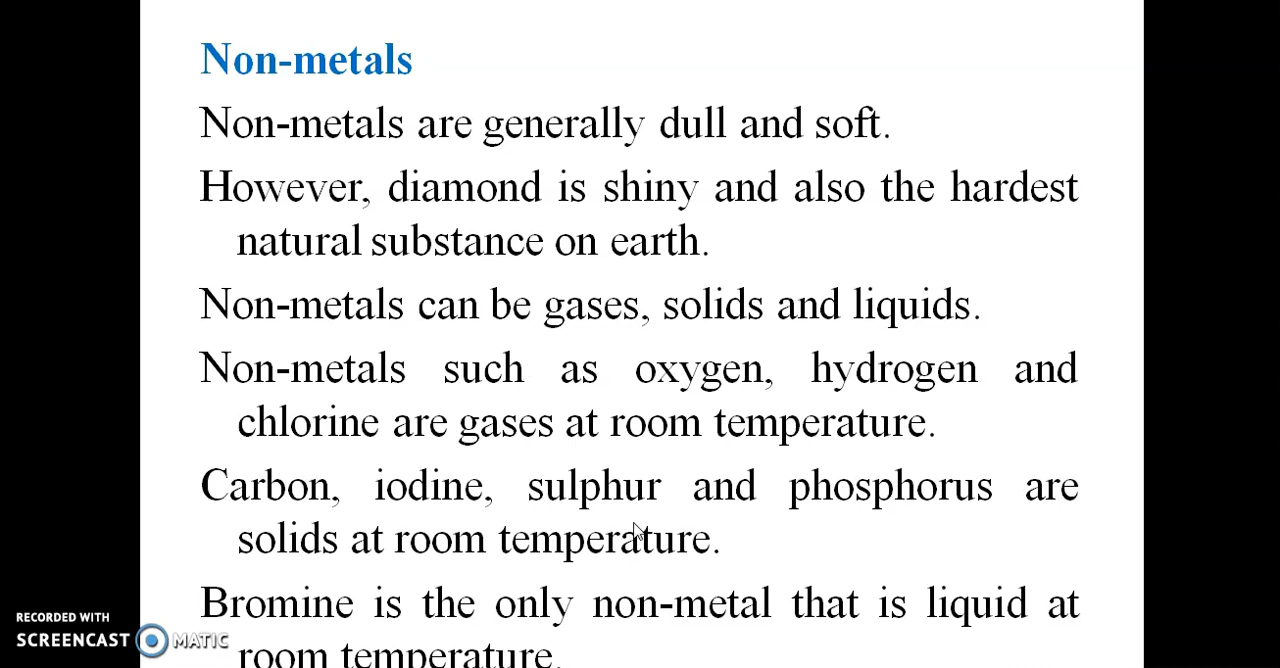 Non-metals
Non-metals are generally dull and soft.
However, diamond is shiny and also the hardest
natural substance on earth.
Non-metals can be gases, solids and liquids.
Non-metals such as oxygen, hydrogen and
chlorine are gases at room temperature.
Carbon, iodine, sulphur and phosphorus are
solids at room temperature.
Bromine is the only non-metal that is liquid at
room temperature.
RECORDED WITH
SCREENCAST MATIC